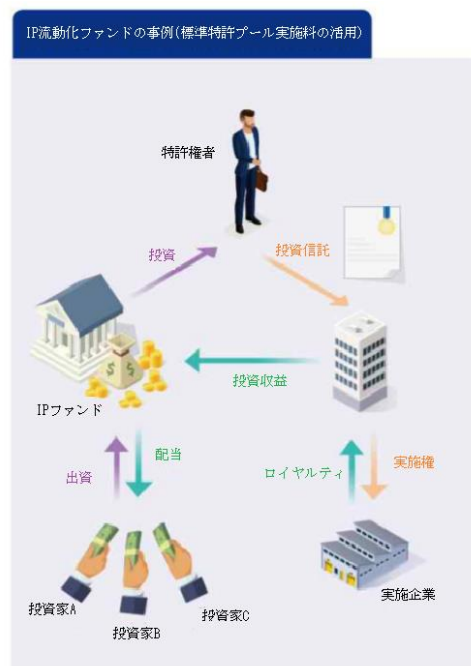 IP流動化ファンドの事例(標準特許プール実施料の活用)
特許権者
投資
投資信託
投資収益
IPファンド
出資
配当
ロイヤルティ
実施権
投資家A
投資家B
投資家C
実施企業